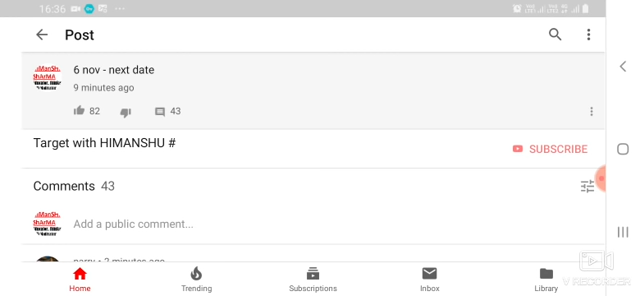 16:36
Post
6 nov - next date
9 minutes ago
82
43
Target with HIMANSHU #
SUBSCRIBE
Comments 43
Add a public comment...
Home
Trending
Subscriptions
Inbox
Library
V RECORDER